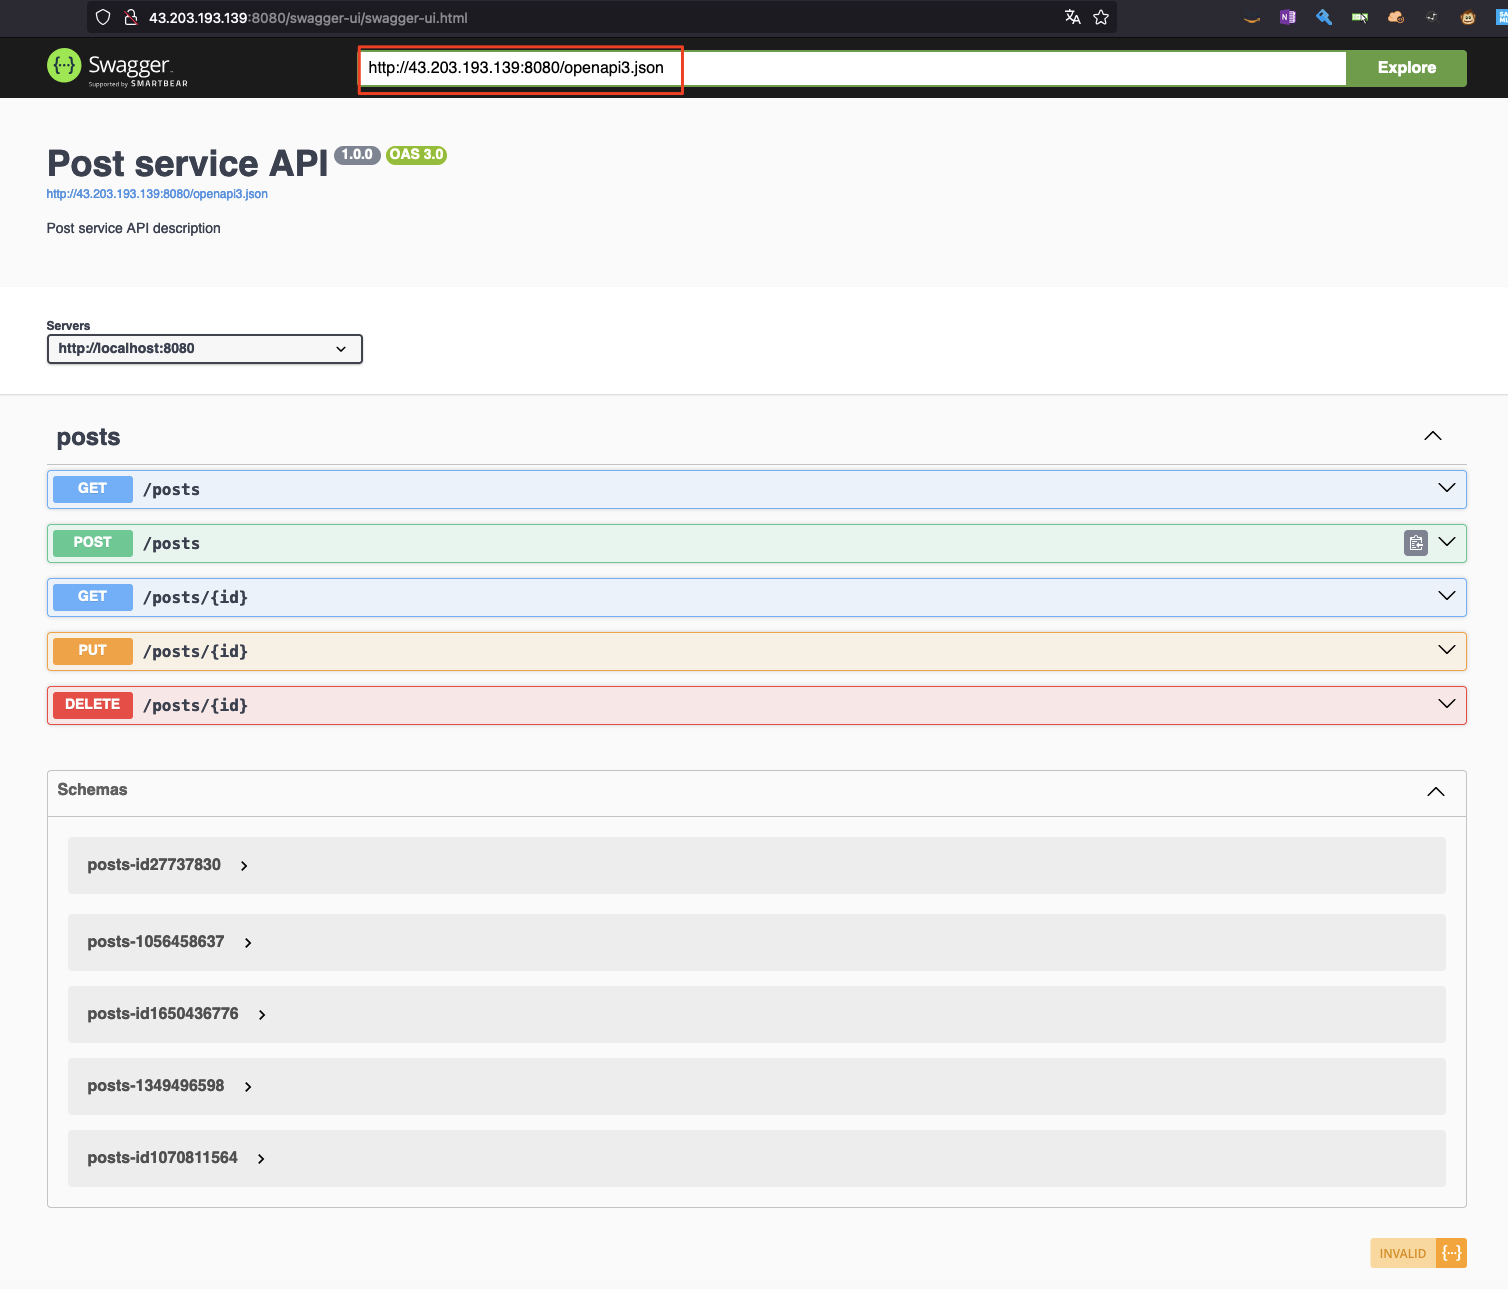 43.203.193.139:8080/swagger-ui/swagger-ui.html
Swagger
Supported by SMARTBEAR
http://43.203.193.139:8080/openapi3.json
Explore
Post service API 1.0.0 OAS 3.0
http://43.203.193.139:8080/openapi3.json
Post service API description
Servers
http://localhost:8080
posts
GET /posts
POST /posts
GET /posts/{id}
PUT /posts/{id}
DELETE /posts/{id}
Schemas
posts-id27737830
posts-1056458637
posts-id1650436776
posts-1349496598
posts-id1070811564
INVALID {...}